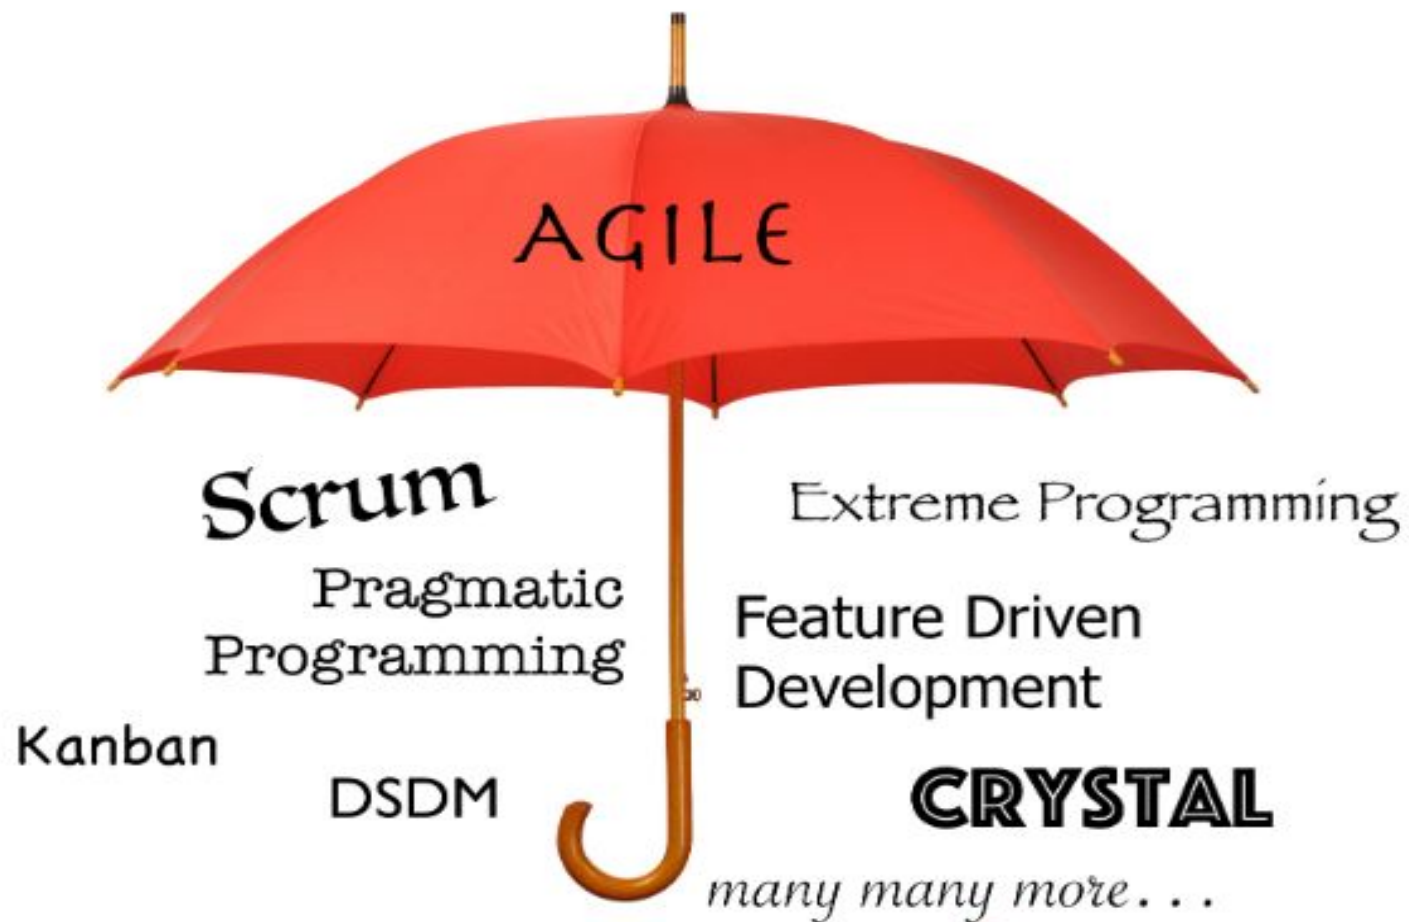 AGILE
Scrum
Extreme Programming
Pragmatic
Programming
Feature Driven
Development
Kanban
DSDM
CRYSTAL
many many more...